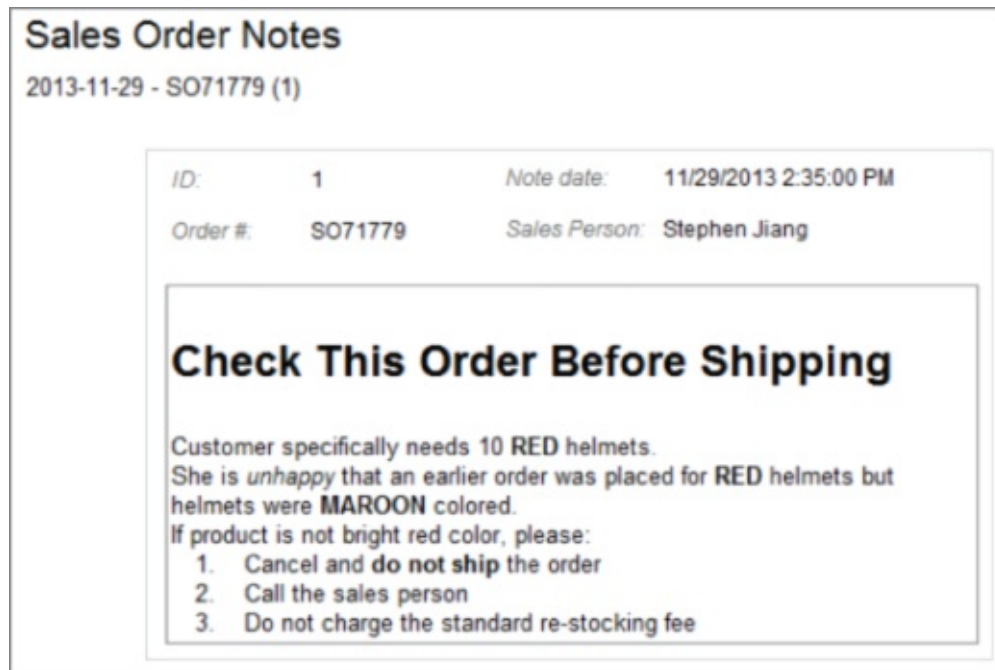 Sales Order Notes
2013-11-29 - SO71779 (1)
ID: 1 Note date: 11/29/2013 2:35:00 PM
Order #: SO71779 Sales Person: Stephen Jiang
Check This Order Before Shipping
Customer specifically needs 10 RED helmets.
She is unhappy that an earlier order was placed for RED helmets but
helmets were MAROON colored.
If product is not bright red color, please:
1. Cancel and do not ship the order
2. Call the sales person
3. Do not charge the standard re-stocking fee